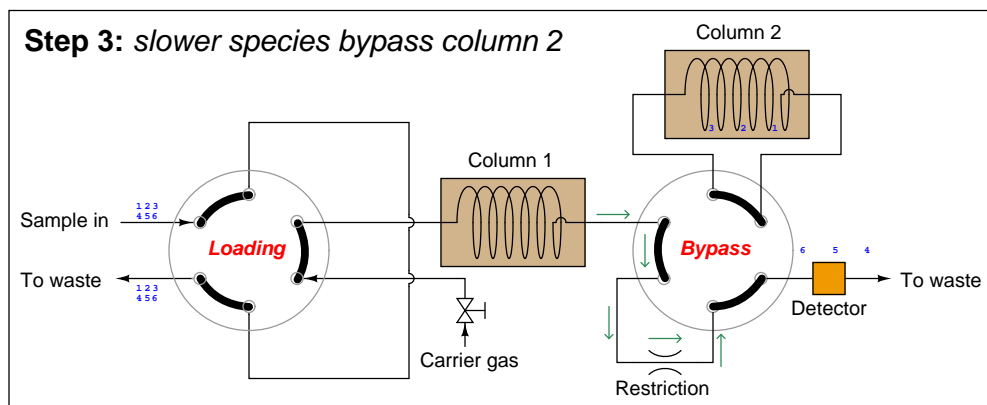 Step 3: slower species bypass column 2
Column 2
3 2 1
Column 1
Sample in
1 2 3
4 5 6
Loading
Bypass
6 5 4
To waste
1 2 3
4 5 6
To waste
Detector
Carrier gas
Restriction